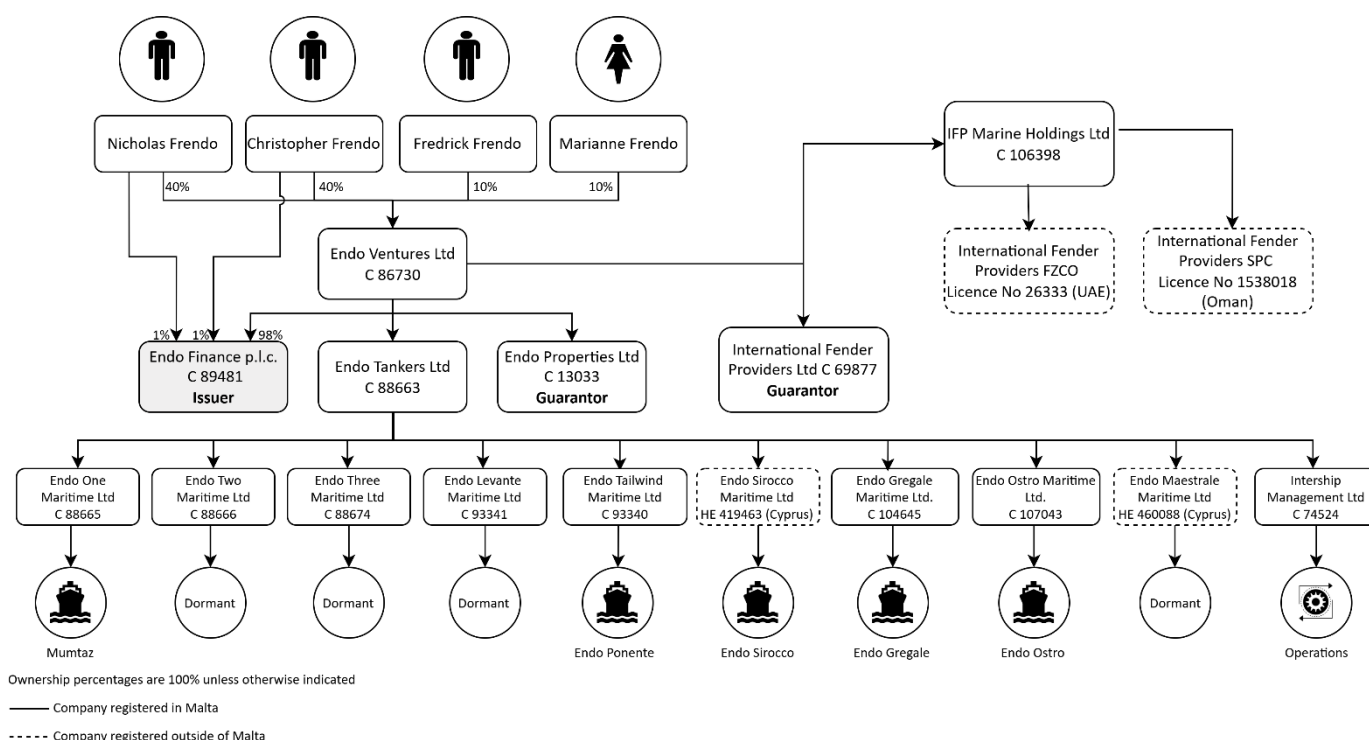 Nicholas Frendo
Christopher Frendo
Fredrick Frendo
Marianne Frendo
40%
40%
10%
10%
IFP Marine Holdings Ltd
C 106398
Endo Ventures Ltd
C 86730
International Fender
Providers FZCO
Licence No 26333 (UAE)
International Fender
Providers SPC
Licence No 1538018
(Oman)
1%
1%
98%
Endo Finance p.l.c.
C 89481
Issuer
Endo Tankers Ltd
C 88663
Endo Properties Ltd
C 13033
Guarantor
International Fender
Providers Ltd C 69877
Guarantor
Endo One
Maritime Ltd
C 88665
Endo Two
Maritime Ltd
C 88666
Endo Three
Maritime Ltd
C 88674
Endo Levante
Maritime Ltd
C 93341
Endo Tailwind
Maritime Ltd
C 93340
Endo Sirocco
Maritime Ltd
HE 419463 (Cyprus)
Endo Gregale
Maritime Ltd.
C 104645
Endo Ostro Maritime
Ltd.
C 107043
Endo Maestrale
Maritime Ltd
HE 460088 (Cyprus)
Intership
Management Ltd
C 74524
Dormant
Dormant
Dormant
Dormant
Mumtaz
Endo Ponente
Endo Sirocco
Endo Gregale
Endo Ostro
Operations
Ownership percentages are 100% unless otherwise indicated
Company registered in Malta
Company registered outside of Malta